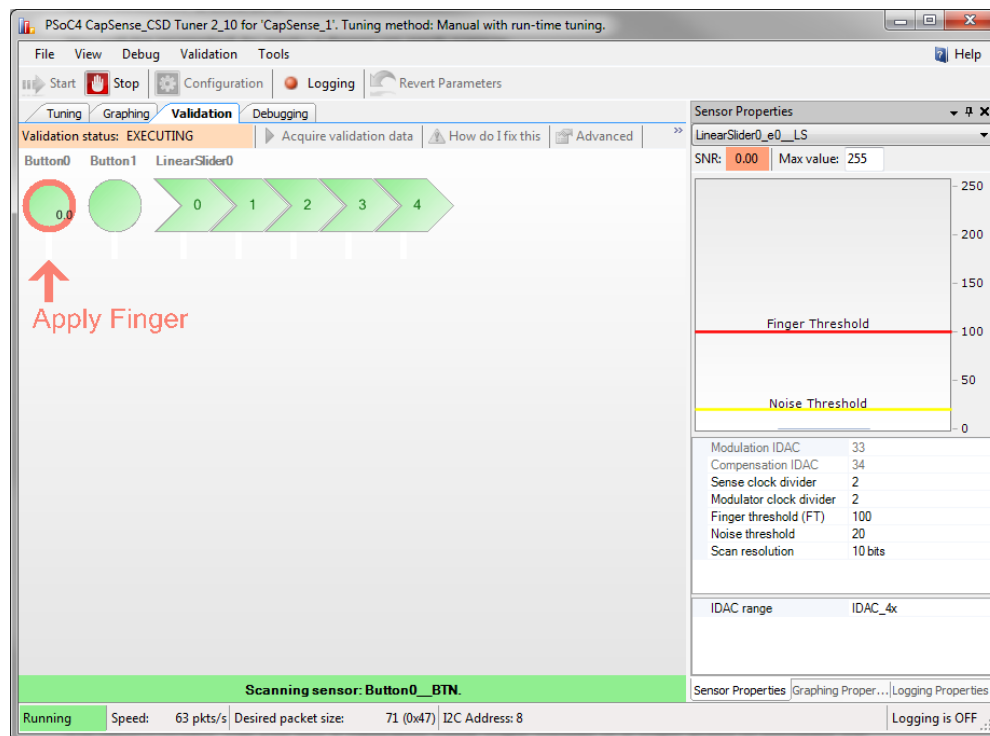 PSoC4 CapSense_CSD Tuner 2_10 for 'CapSense_1'. Tuning method: Manual with run-time tuning.
File View Debug Validation Tools Help
Start Stop Configuration Logging Revert Parameters
Tuning Graphing Validation Debugging
Validation status: EXECUTING Acquire validation data How do I fix this Advanced »
Button0 Button1 LinearSlider0
0.0 0 1 2 3 4
Apply Finger
Scanning sensor: Button0__BTN.
Sensor Properties
LinearSlider0_e0__LS
SNR: 0.00 Max value: 255
250
200
150
Finger Threshold
100
50
Noise Threshold
0
Modulation IDAC 33
Compensation IDAC 34
Sense clock divider 2
Modulator clock divider 2
Finger threshold (FT) 100
Noise threshold 20
Scan resolution 10 bits
IDAC range IDAC_4x
Sensor Properties Graphing Proper... Logging Properties
Running Speed: 63 pkts/s Desired packet size: 71 (0x47) I2C Address: 8 Logging is OFF